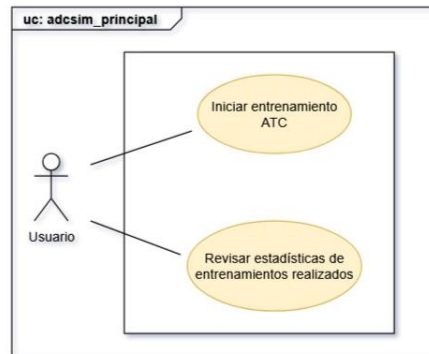 uc: adcsim_principal
Iniciar entrenamiento
ATC
Usuario
Revisar estadísticas de
entrenamientos realizados